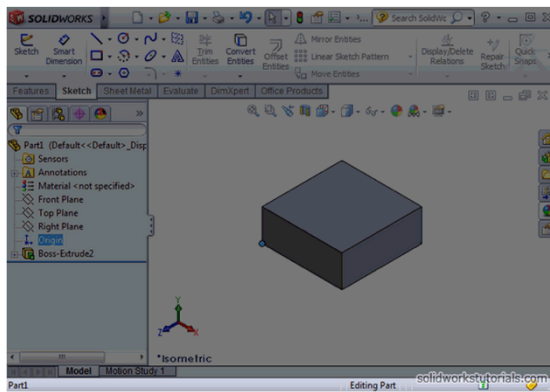 SOLIDWORKS
Search SolidWc
Sketch
Smart Dimension
Trim Entities
Convert Entities
Offset Entities
Mirror Entities
Linear Sketch Pattern
Move Entities
Display/Delete Relations
Repair Sketch
Quick Snaps
Features Sketch Sheet Metal Evaluate DimXpert Office Products
Part1 (Default<<Default>_Disp
Sensors
A Annotations
Material <not specified>
Front Plane
Top Plane
Right Plane
Origin
Boss-Extrude2
Y
Z X
*Isometric
Model Motion Study 1
Part1 Editing Part
solidworkstutorials.com